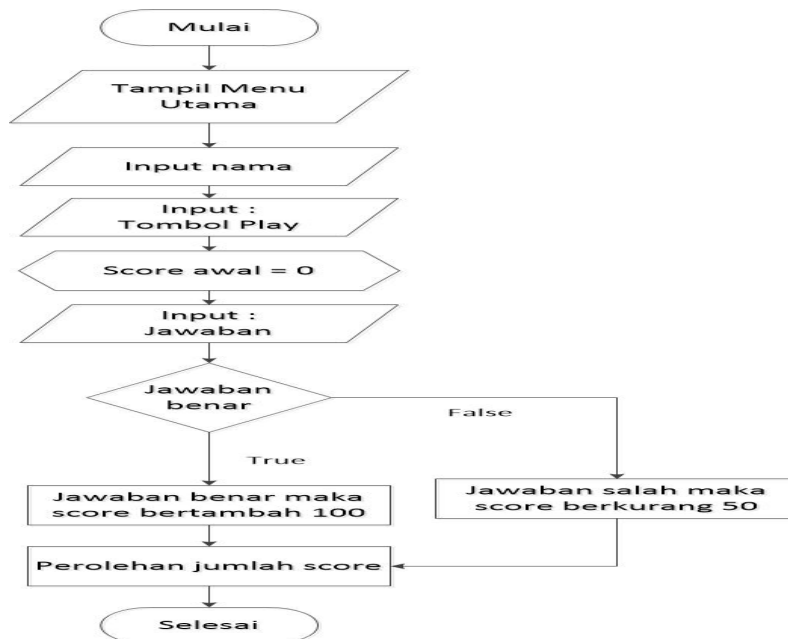 Mulai
Tampil Menu
Utama
Input nama
Input :
Tombol Play
Score awal = 0
Input :
Jawaban
Jawaban
benar
False
True
Jawaban benar maka
score bertambah 100
Jawaban salah maka
score berkurang 50
Perolehan jumlah score
Selesai